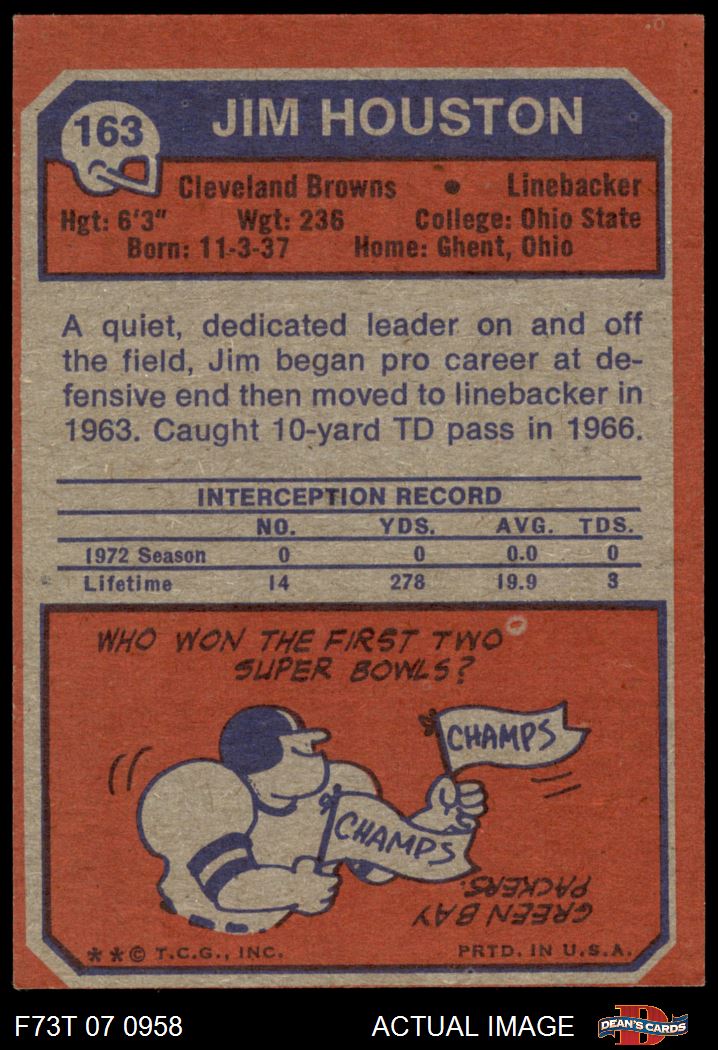 163
JIM HOUSTON
Cleveland Browns • Linebacker
Hgt: 6'3" Wgt: 236 College: Ohio State
Born: 11-3-37 Home: Ghent, Ohio
A quiet, dedicated leader on and off
the field, Jim began pro career at de-
fensive end then moved to linebacker in
1963. Caught 10-yard TD pass in 1966.
INTERCEPTION RECORD
NO. YDS. AVG. TDS.
1972 Season 0 0 0.0 0
Lifetime 14 278 19.9 3
WHO WON THE FIRST TWO
SUPER BOWLS?
CHAMPS
CHAMPS
GREEN BAY
PACKERS.
**© T.C.G., INC. PRTD. IN U.S.A.
F73T 07 0958 ACTUAL IMAGE
D
DEAN'S CARDS